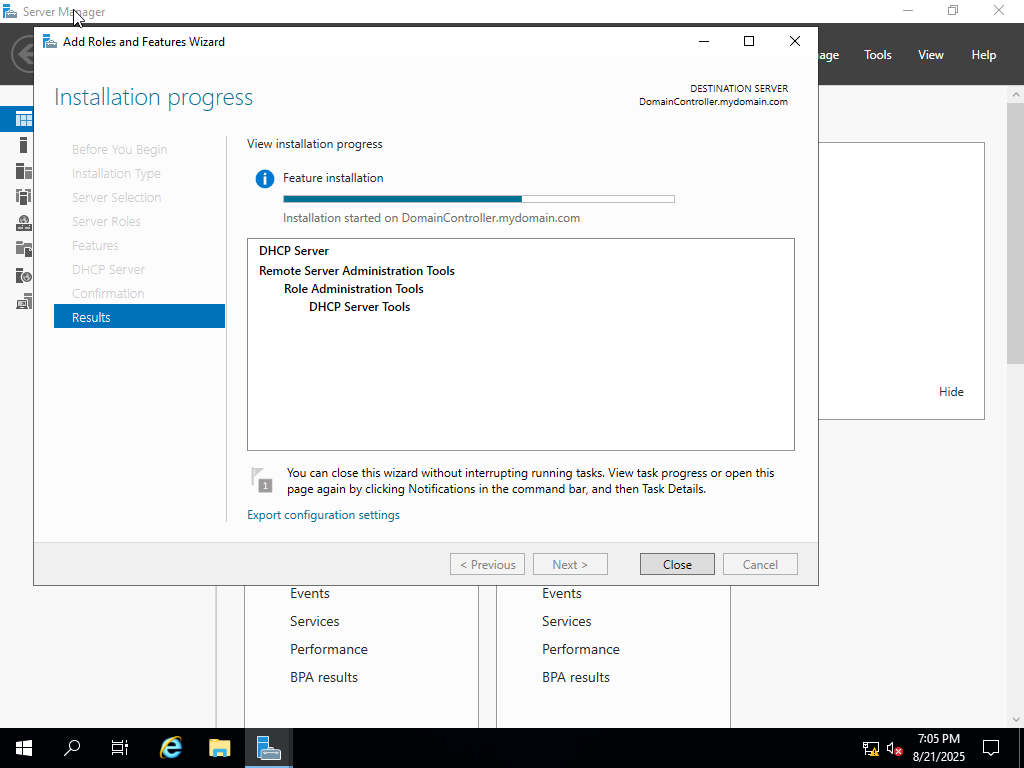 Server Manager
Add Roles and Features Wizard
Tools
View
Help
Installation progress
DESTINATION SERVER
DomainController.mydomain.com
Before You Begin
Installation Type
Server Selection
Server Roles
Features
DHCP Server
Confirmation
Results
View installation progress
Feature installation
Installation started on DomainController.mydomain.com
DHCP Server
Remote Server Administration Tools
Role Administration Tools
DHCP Server Tools
Hide
1
You can close this wizard without interrupting running tasks. View task progress or open this
page again by clicking Notifications in the command bar, and then Task Details.
Export configuration settings
< Previous
Next >
Close
Cancel
Events
Services
Performance
BPA results
Events
Services
Performance
BPA results
7:05 PM
8/21/2025